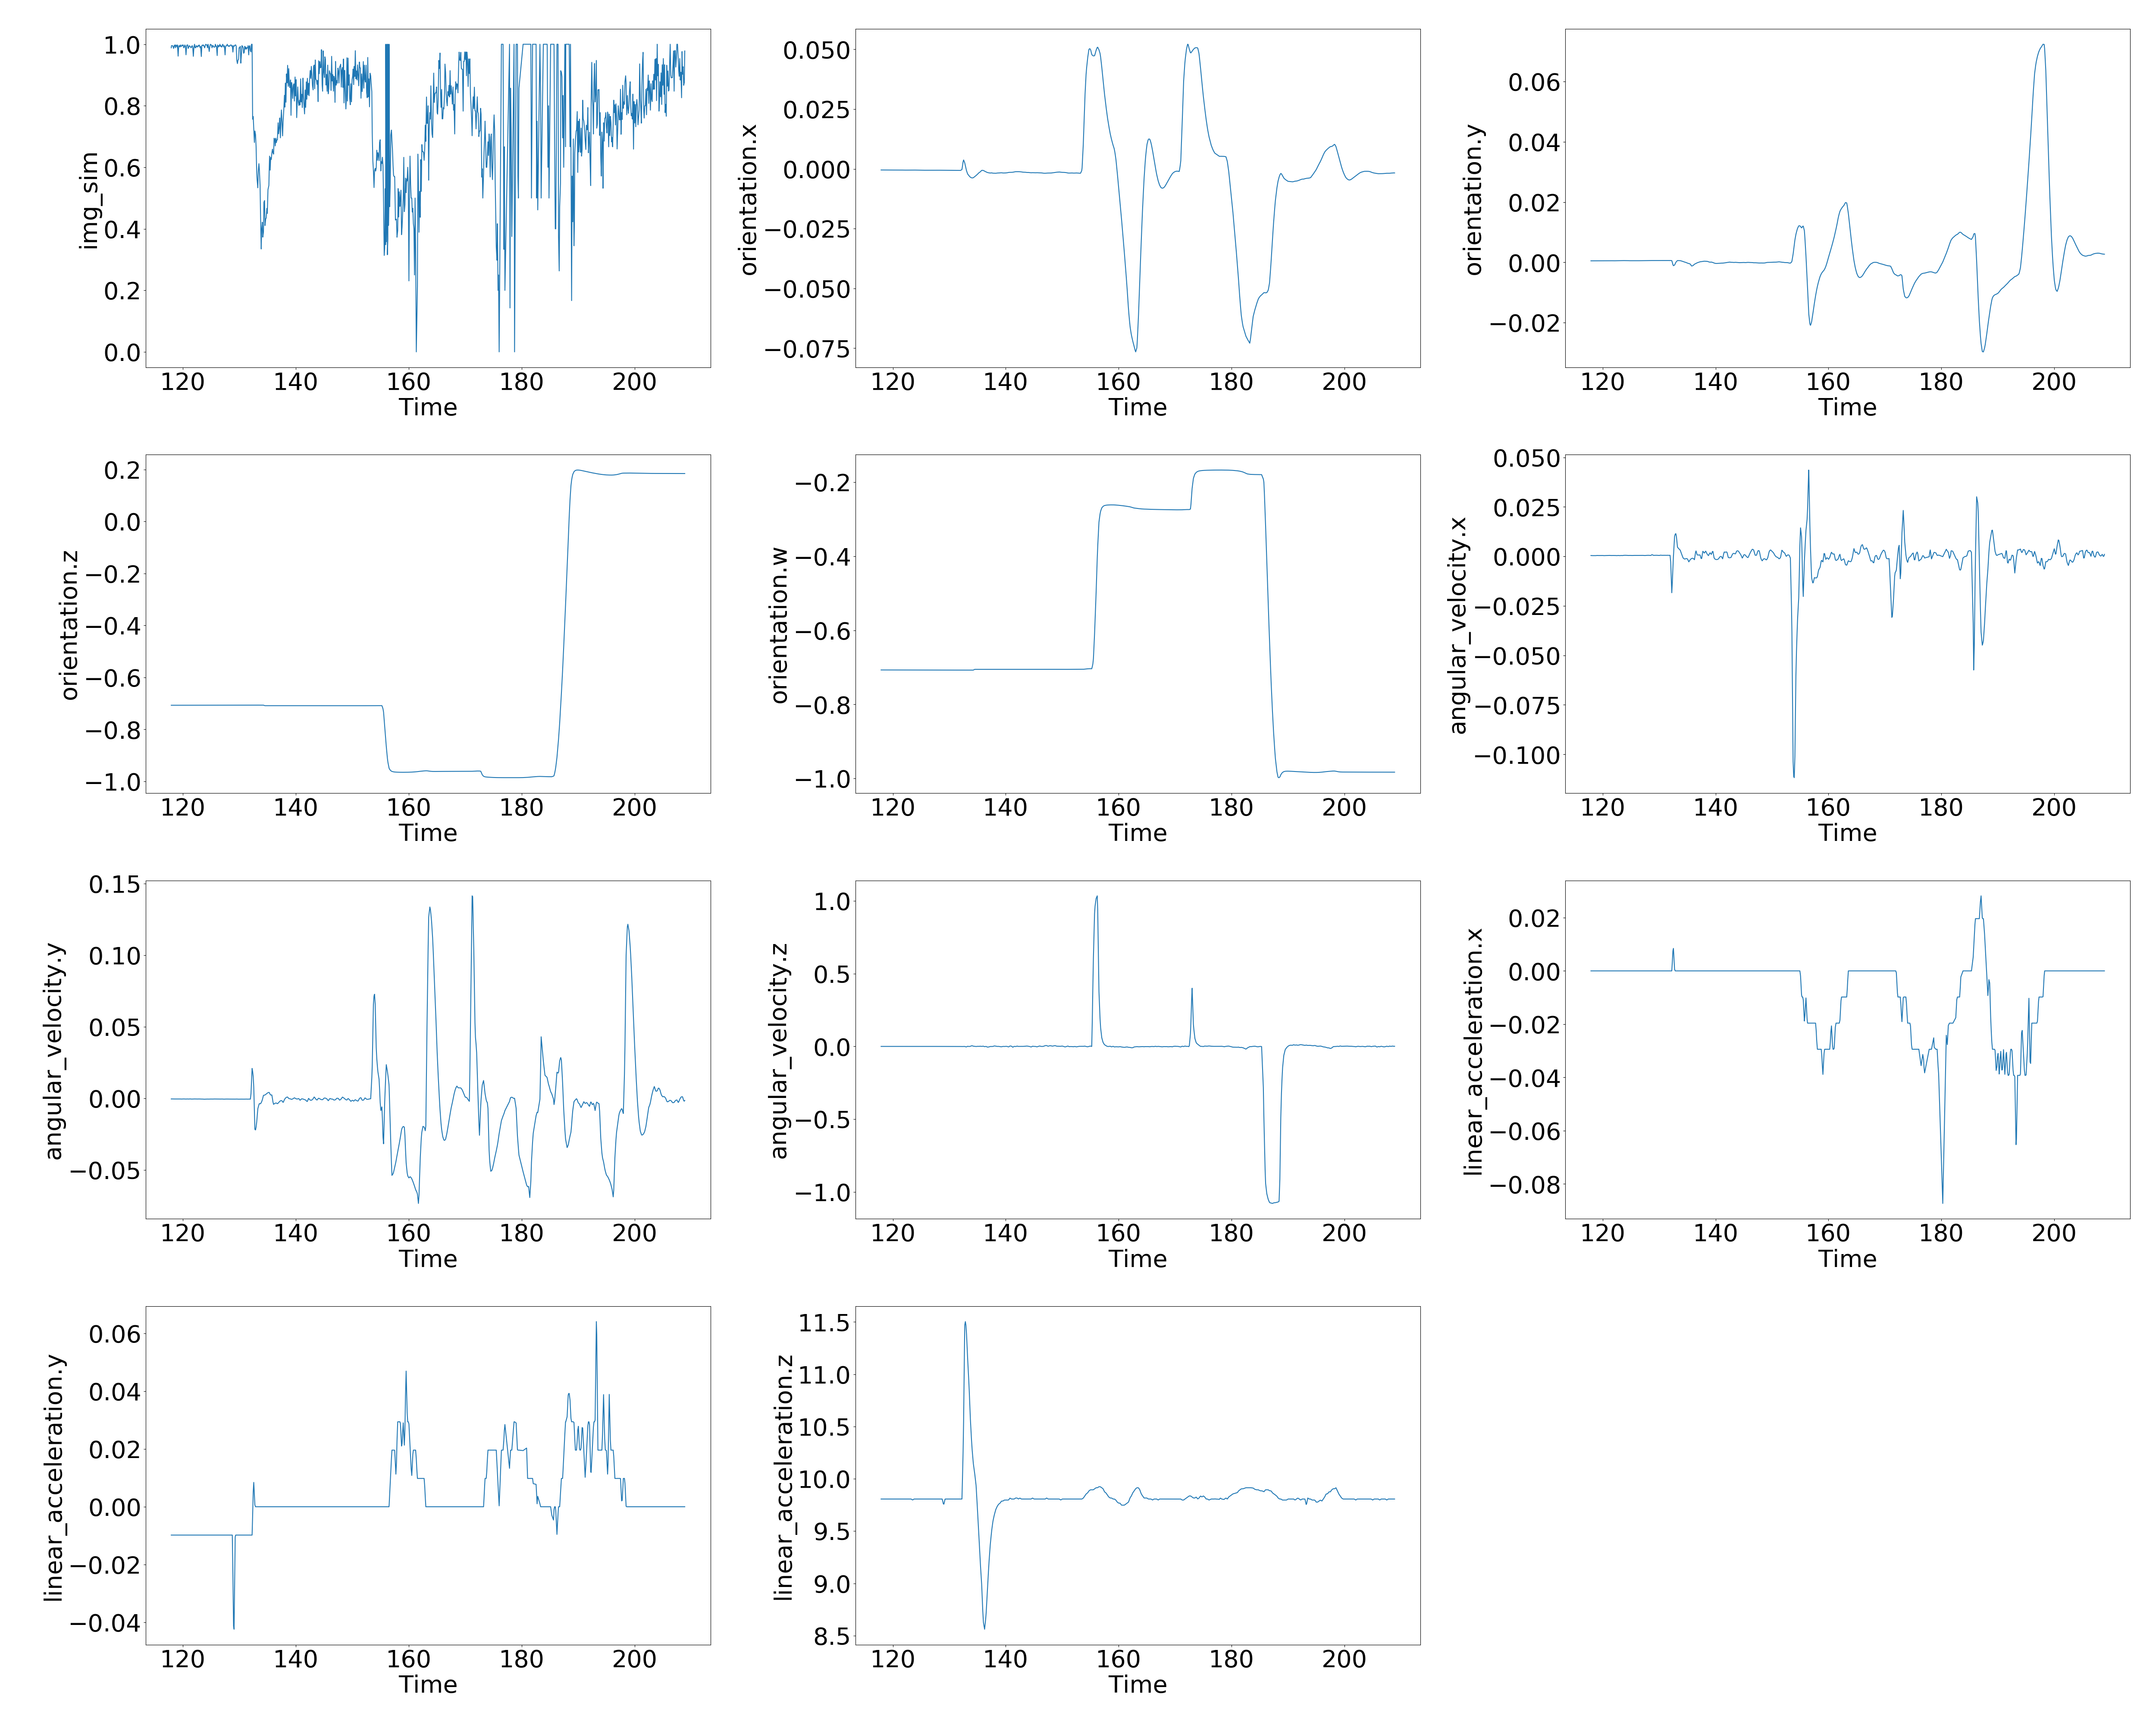 img_sim
1.0
0.8
0.6
0.4
0.2
0.0
120 140 160 180 200
Time
orientation.x
0.050
0.025
0.000
−0.025
−0.050
−0.075
120 140 160 180 200
Time
orientation.y
0.06
0.04
0.02
0.00
−0.02
120 140 160 180 200
Time
orientation.z
0.2
0.0
−0.2
−0.4
−0.6
−0.8
−1.0
120 140 160 180 200
Time
orientation.w
−0.2
−0.4
−0.6
−0.8
−1.0
120 140 160 180 200
Time
angular_velocity.x
0.050
0.025
0.000
−0.025
−0.050
−0.075
−0.100
120 140 160 180 200
Time
angular_velocity.y
0.15
0.10
0.05
0.00
−0.05
120 140 160 180 200
Time
angular_velocity.z
1.0
0.5
0.0
−0.5
−1.0
120 140 160 180 200
Time
linear_acceleration.x
0.02
0.00
−0.02
−0.04
−0.06
−0.08
120 140 160 180 200
Time
linear_acceleration.y
0.06
0.04
0.02
0.00
−0.02
−0.04
120 140 160 180 200
Time
linear_acceleration.z
11.5
11.0
10.5
10.0
9.5
9.0
8.5
120 140 160 180 200
Time